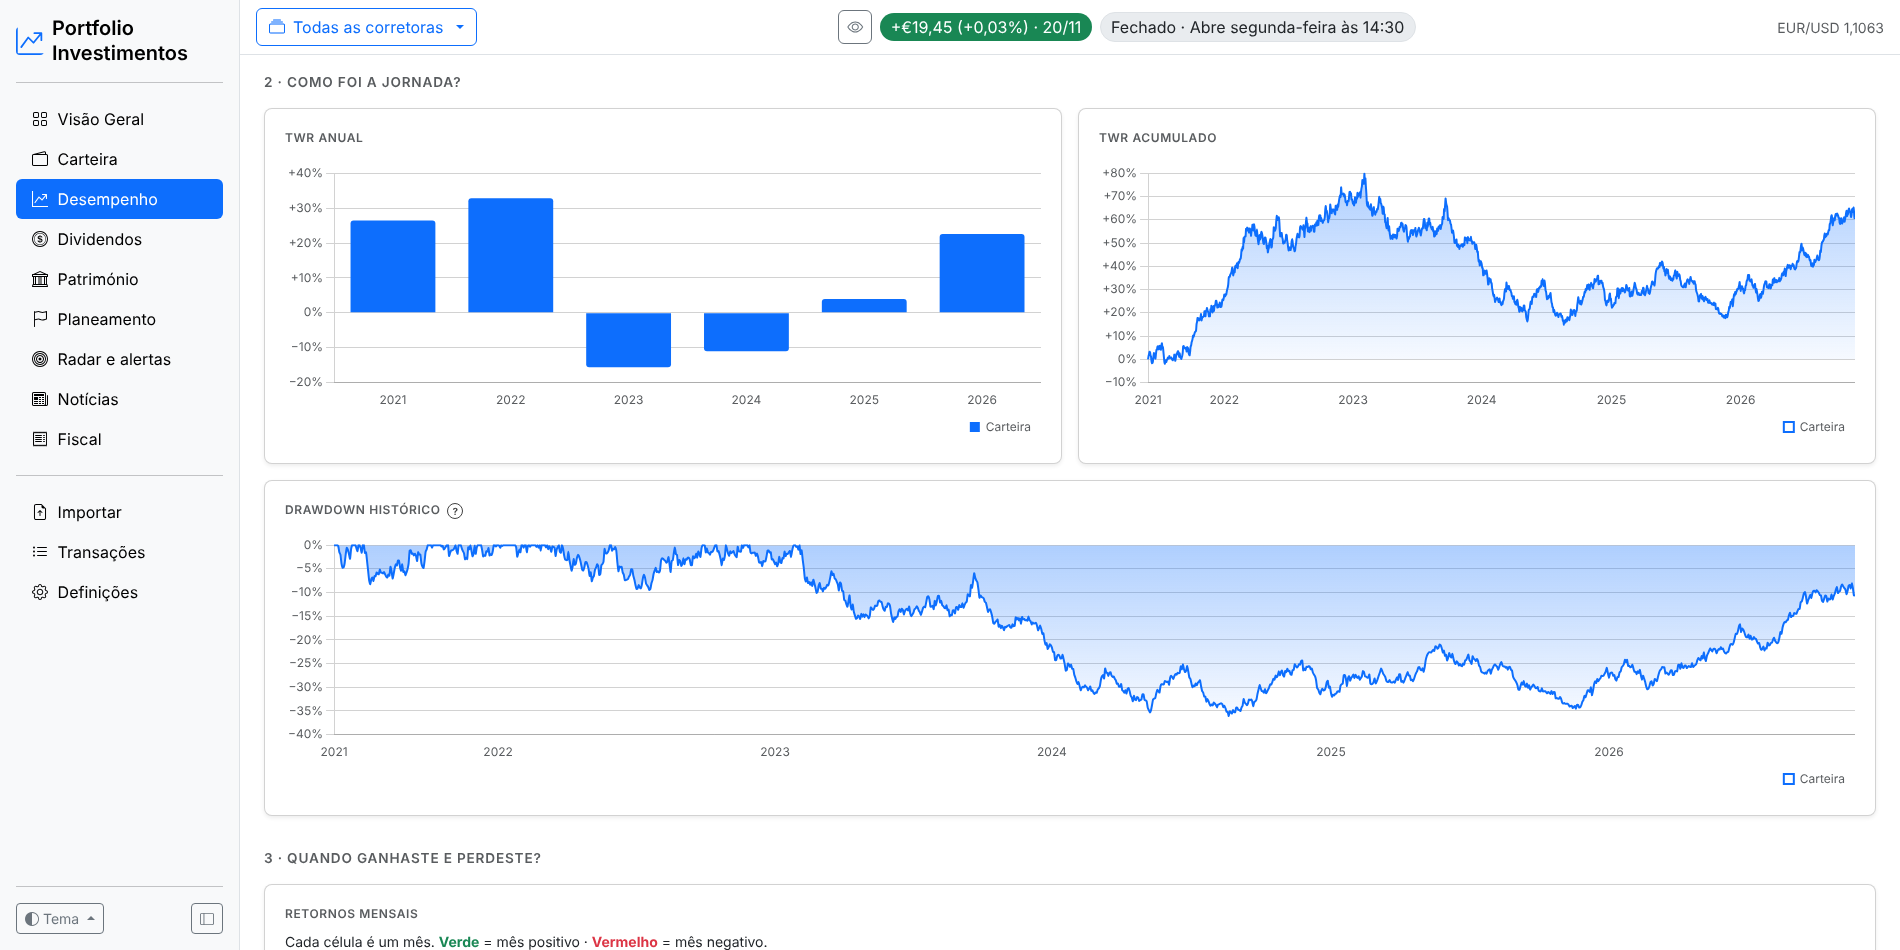 Portfolio
Investimentos
Visão Geral
Carteira
Desempenho
Dividendos
Património
Planeamento
Radar e alertas
Notícias
Fiscal
Importar
Transações
Definições
Tema
Todas as corretoras
+€19,45 (+0,03%) · 20/11
Fechado · Abre segunda-feira às 14:30
EUR/USD 1,1063
2 · COMO FOI A JORNADA?
TWR ANUAL
+40%
+30%
+20%
+10%
0%
−10%
−20%
2021 2022 2023 2024 2025 2026
Carteira
TWR ACUMULADO
+80%
+70%
+60%
+50%
+40%
+30%
+20%
+10%
0%
−10%
2021 2022 2023 2024 2025 2026
Carteira
DRAWDOWN HISTÓRICO ?
0%
−5%
−10%
−15%
−20%
−25%
−30%
−35%
−40%
2021 2022 2023 2024 2025 2026
Carteira
3 · QUANDO GANHASTE E PERDESTE?
RETORNOS MENSAIS
Cada célula é um mês. Verde = mês positivo · Vermelho = mês negativo.